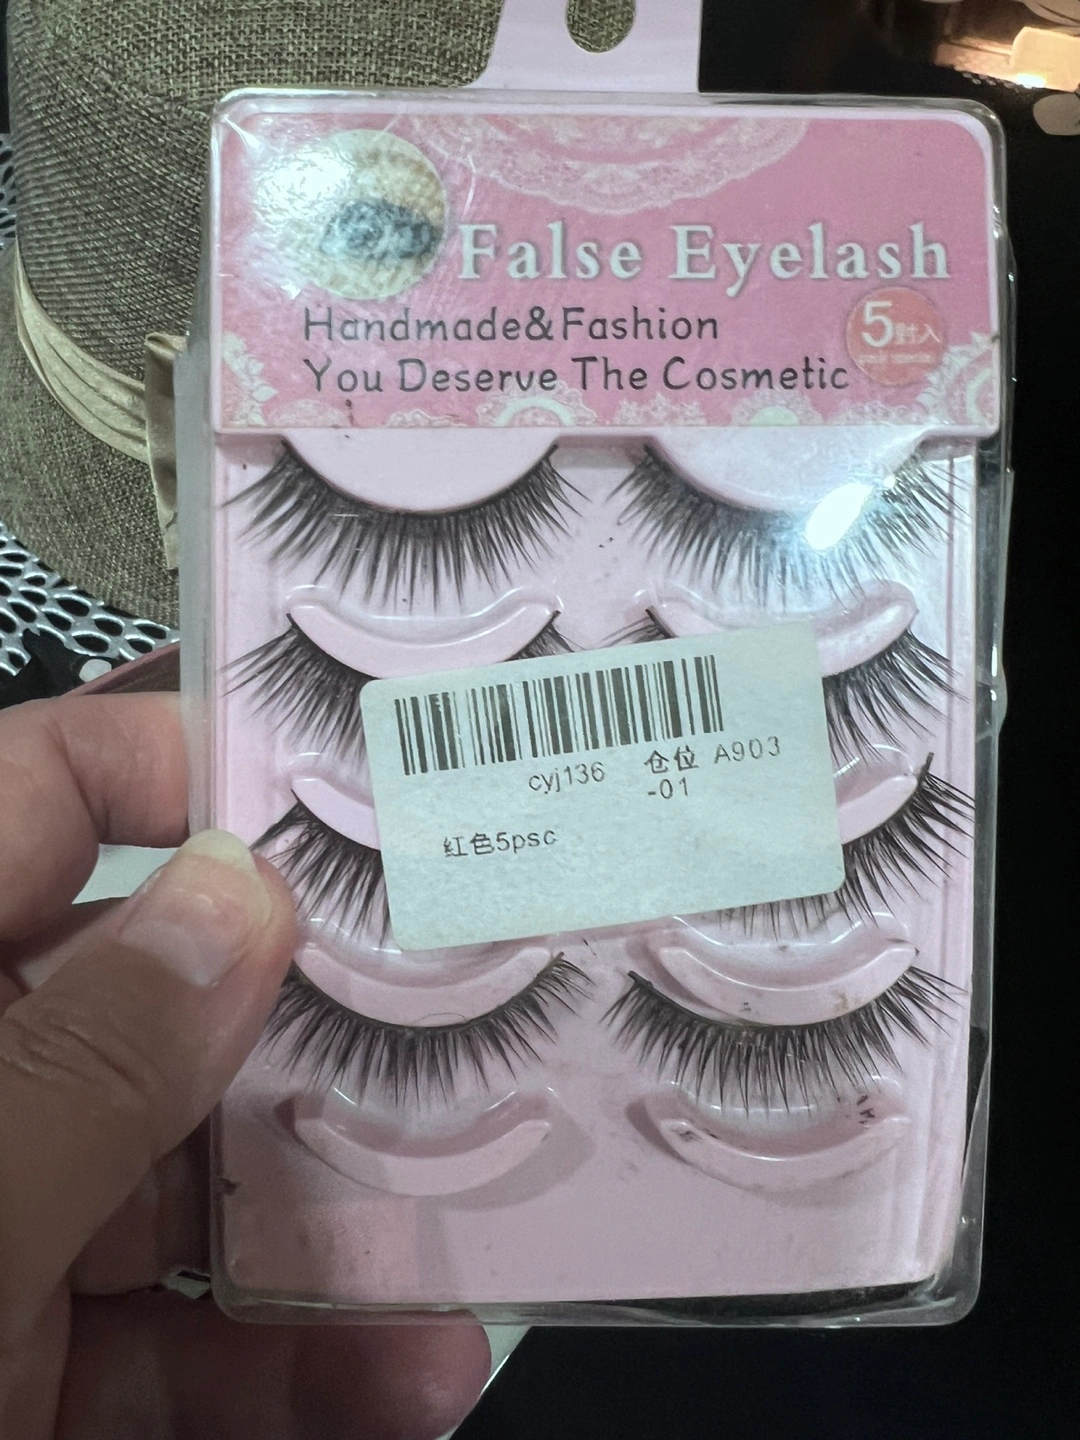 False Eyelash
Handmade&Fashion
5對入
You Deserve The Cosmetic
cyj136 仓位 A903
-01
红色5psc